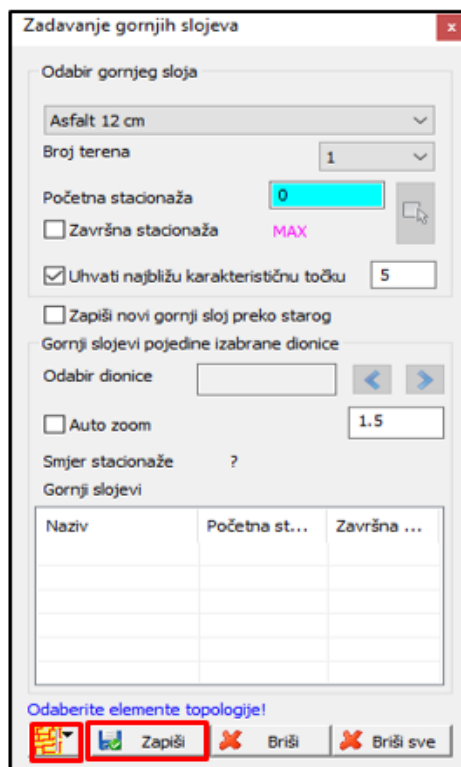 Zadavanje gornjih slojeva
x
Odabir gornjeg sloja
Asfalt 12 cm
Broj terena 1
Početna stacionaža 0
Završna stacionaža MAX
Uhvati najbližu karakterističnu točku 5
Zapiši novi gornji sloj preko starog
Gornji slojevi pojedine izabrane dionice
Odabir dionice
Auto zoom 1.5
Smjer stacionaže ?
Gornji slojevi
Naziv Početna st... Završna ...
Odaberite elemente topologije!
Zapiši Briši Briši sve